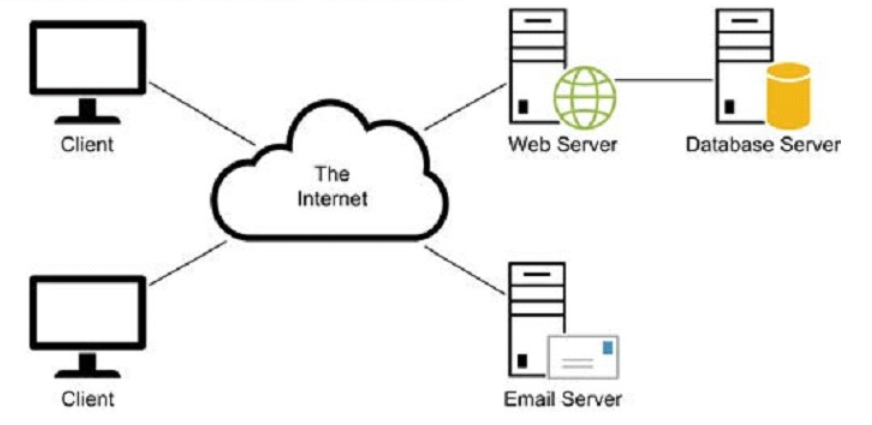 Client
The
Internet
Web Server
Database Server
Client
Email Server